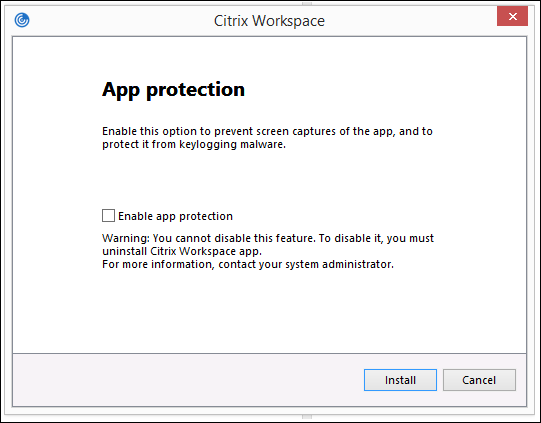 Citrix Workspace
App protection
Enable this option to prevent screen captures of the app, and to
protect it from keylogging malware.
Enable app protection
Warning: You cannot disable this feature. To disable it, you must
uninstall Citrix Workspace app.
For more information, contact your system administrator.
Install
Cancel